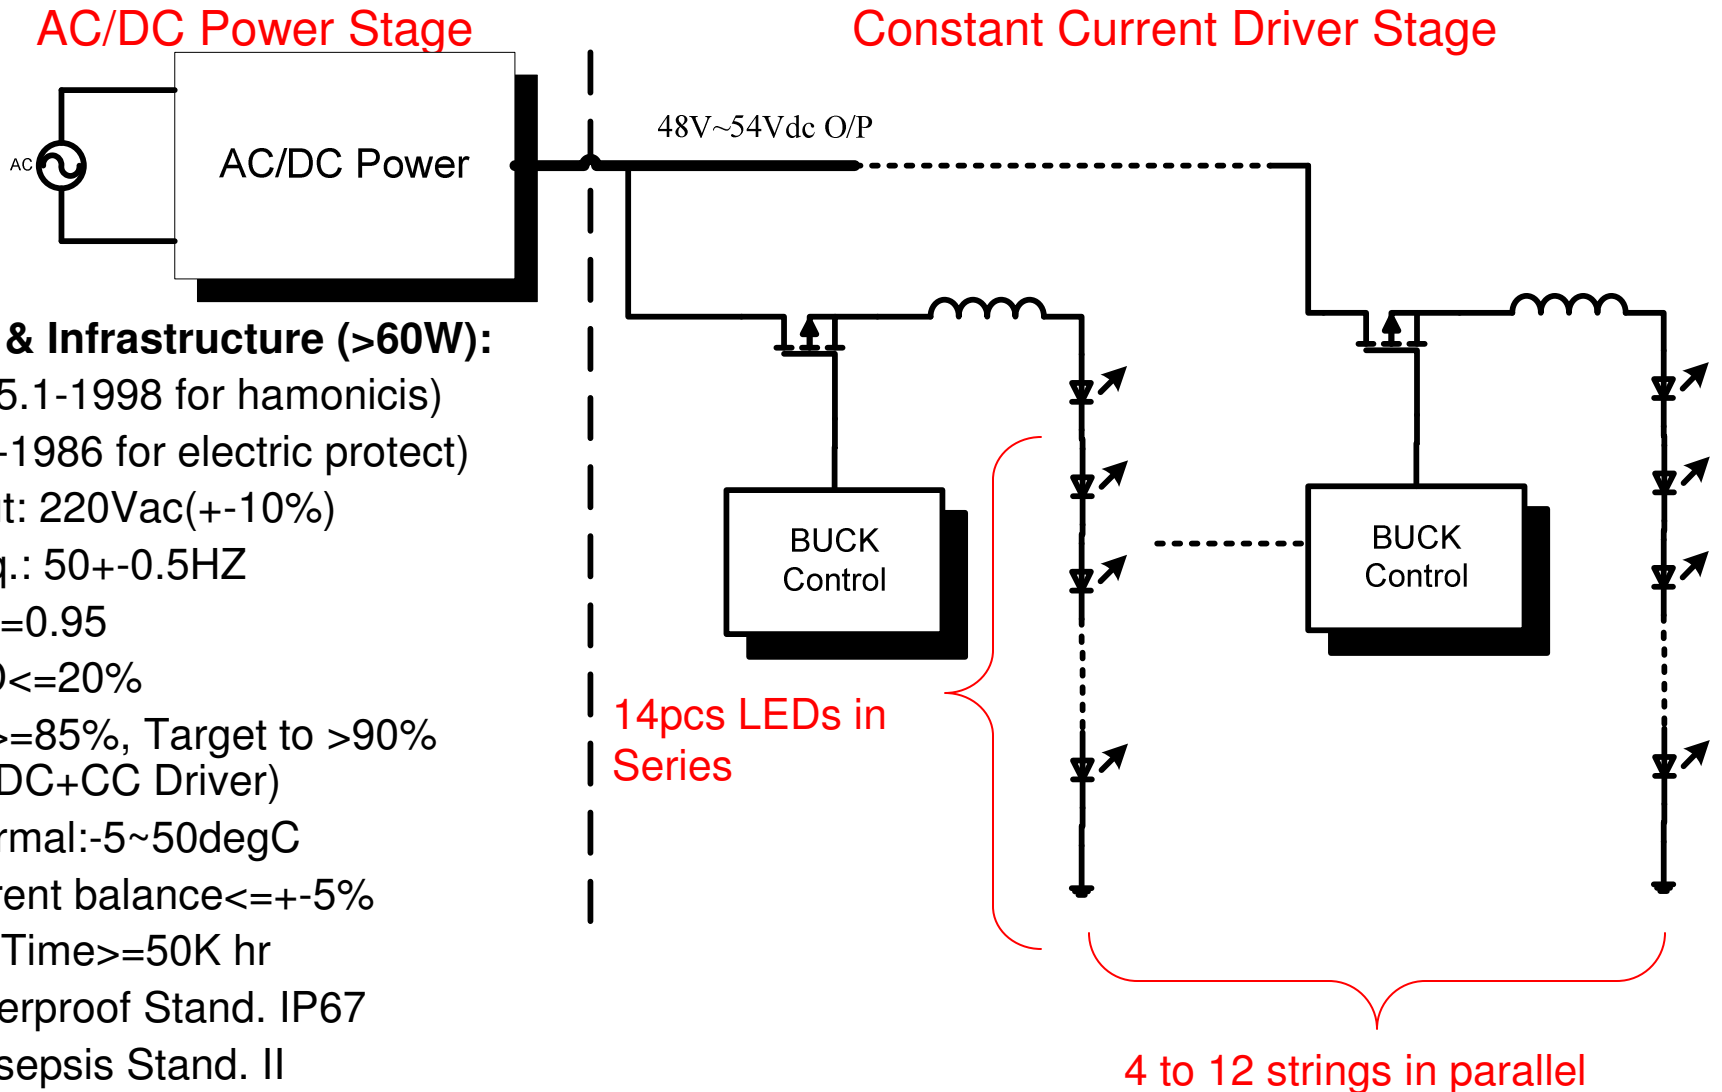 AC/DC Power Stage
Constant Current Driver Stage
48V~54Vdc O/P
AC
AC/DC Power
& Infrastructure (>60W):
5.1-1998 for hamonicis)
-1986 for electric protect)
t: 220Vac(+-10%)
q.: 50+-0.5HZ
=0.95
<=20%
>=85%, Target to >90%
DC+CC Driver)
rmal:-5~50degC
rent balance<=+-5%
Time>=50K hr
erproof Stand. IP67
sepsis Stand. II
BUCK
Control
BUCK
Control
14pcs LEDs in
Series
4 to 12 strings in parallel